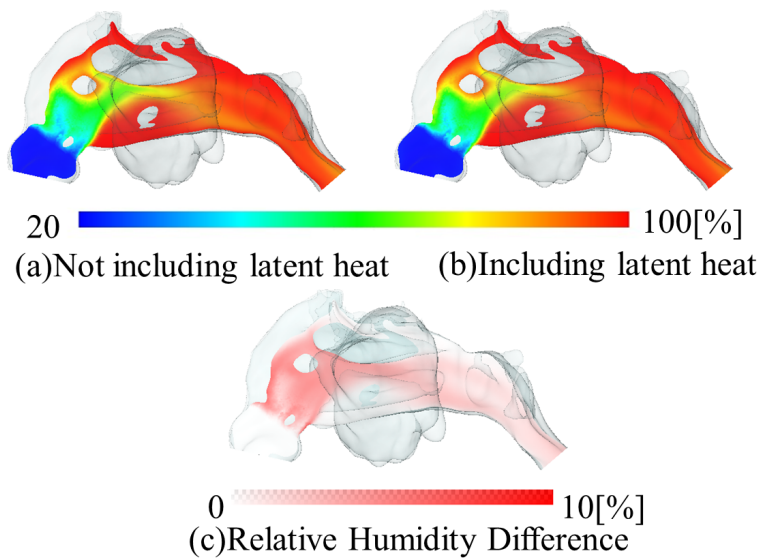 20 100[%]
(a)Not including latent heat (b)Including latent heat
0 10[%]
(c)Relative Humidity Difference